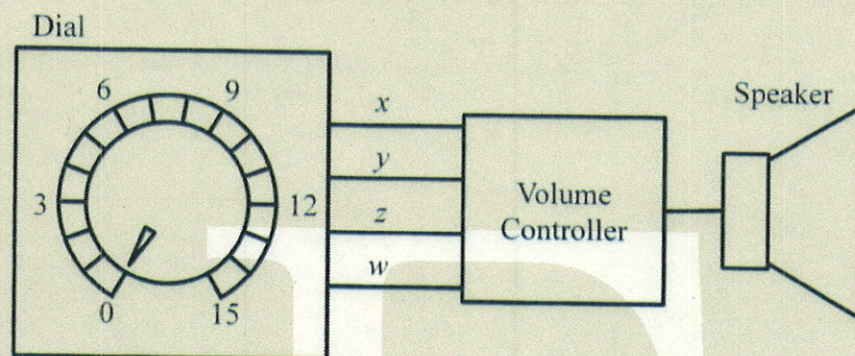 Dial
6
9
3
12
0
15
x
y
z
w
Volume
Controller
Speaker